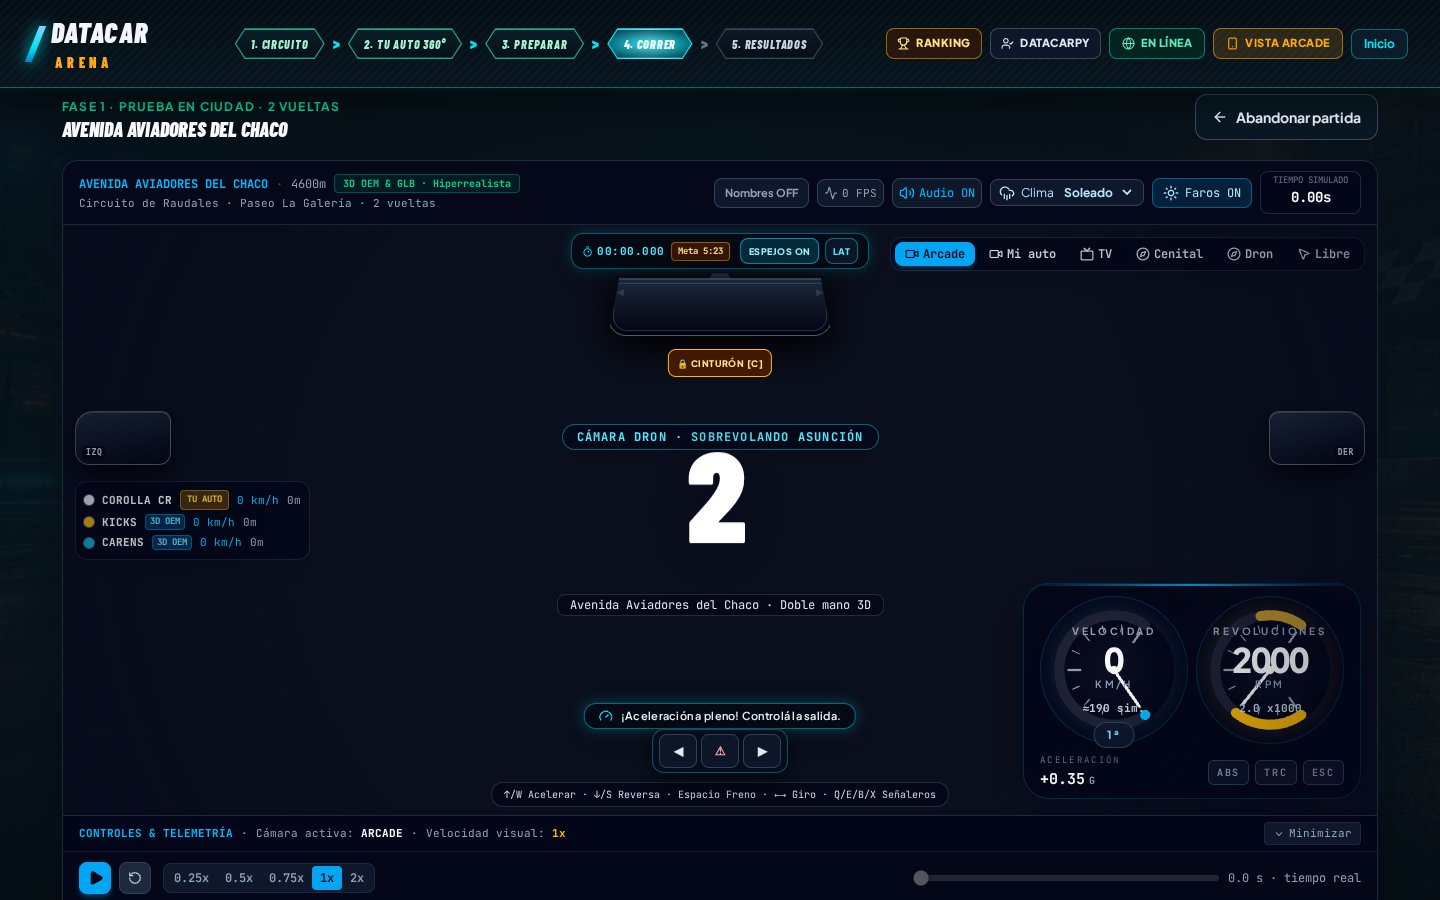 DATACAR
ARENA
1. CIRCUITO > 2. TU AUTO 360° > 3. PREPARAR > 4. CORRER > 5. RESULTADOS
RANKING
DATACARPY
EN LÍNEA
VISTA ARCADE
Inicio
FASE 1 · PRUEBA EN CIUDAD · 2 VUELTAS
AVENIDA AVIADORES DEL CHACO
← Abandonar partida
AVENIDA AVIADORES DEL CHACO · 4600m 3D OEM & GLB · Hiperrealista
Circuito de Raudales · Paseo La Galería · 2 vueltas
Nombres OFF
0 FPS
Audio ON
Clima Soleado
Faros ON
TIEMPO SIMULADO
0.00s
00:00.000 Meta 5:23 ESPEJOS ON LAT
Arcade Mi auto TV Cenital Dron Libre
CINTURÓN [C]
IZQ
DER
CÁMARA DRON · SOBREVOLANDO ASUNCIÓN
2
COROLLA CR TU AUTO 0 km/h 0m
KICKS 3D OEM 0 km/h 0m
CARENS 3D OEM 0 km/h 0m
Avenida Aviadores del Chaco · Doble mano 3D
VELOCIDAD
0
KM/H
≈190 sim.
1ª
REVOLUCIONES
2000
RPM
2.0 x1000
ACELERACIÓN
+0.35 G
ABS TRC ESC
¡Aceleración a pleno! Controlá la salida.
◀ ⚠ ▶
↑/W Acelerar · ↓/S Reversa · Espacio Freno · ←→ Giro · Q/E/B/X Señaleros
CONTROLES & TELEMETRÍA · Cámara activa: ARCADE · Velocidad visual: 1x
Minimizar
0.25x 0.5x 0.75x 1x 2x
0.0 s · tiempo real